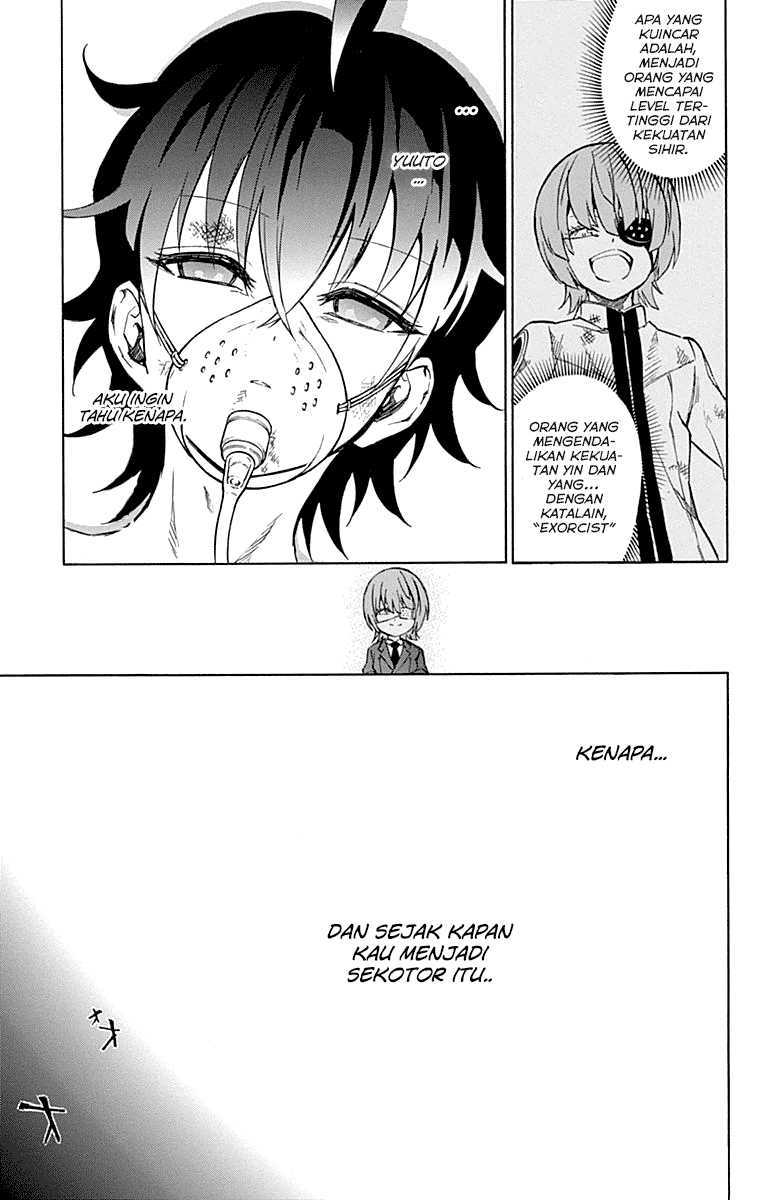 APA YANG
KUINCAR
ADALAH,
MENJADI
ORANG YANG
MENCAPAI
LEVEL TER-
TINGGI DARI
KEKUATAN
SIHIR.
ORANG YANG
MENGENDA-
LIKAN KEKUA-
TAN YIN DAN
YANG...
DENGAN
KATALAIN,
"EXORCIST"
...
YUUTO
...
AKU INGIN
TAHU KENAPA.
KENAPA...
DAN SEJAK KAPAN
KAU MENJADI
SEKOTOR ITU..